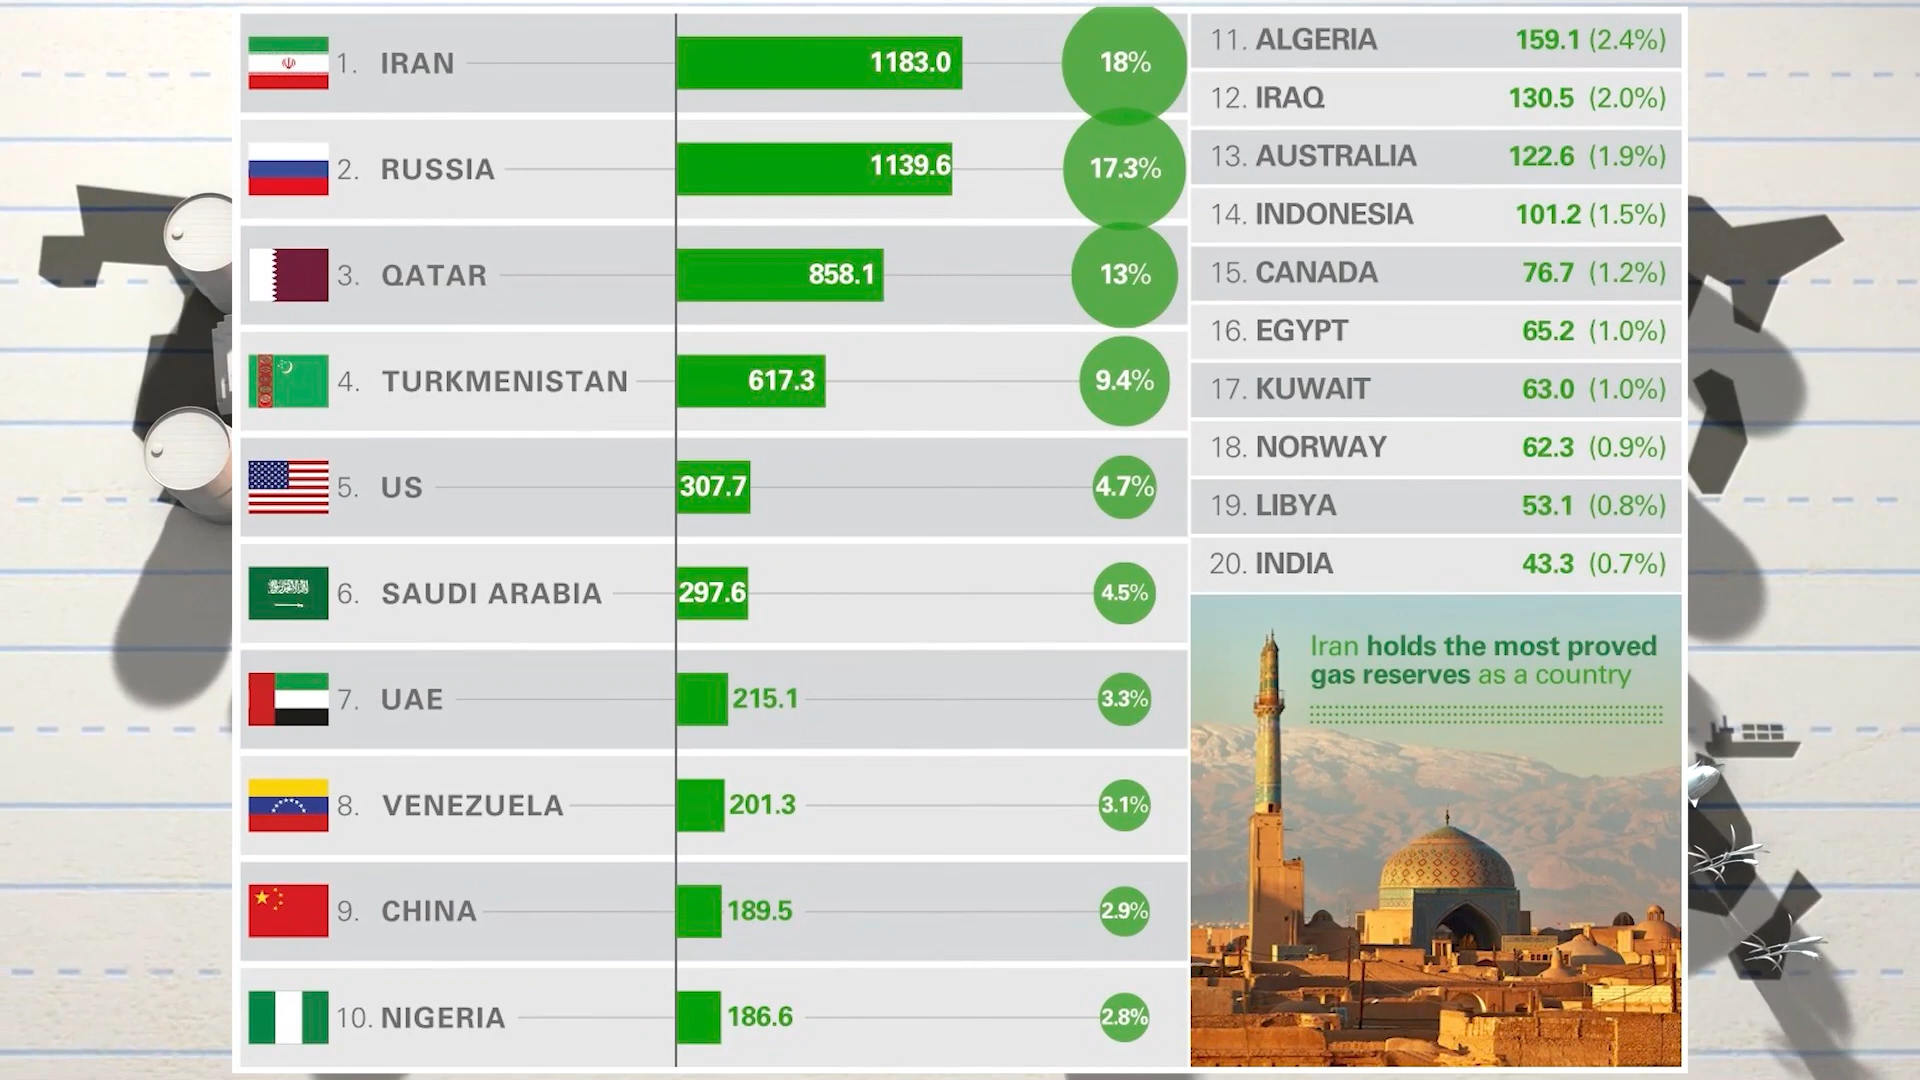 1. IRAN 1183.0 18%
2. RUSSIA 1139.6 17.3%
3. QATAR 858.1 13%
4. TURKMENISTAN 617.3 9.4%
5. US 307.7 4.7%
6. SAUDI ARABIA 297.6 4.5%
7. UAE 215.1 3.3%
8. VENEZUELA 201.3 3.1%
9. CHINA 189.5 2.9%
10. NIGERIA 186.6 2.8%
11. ALGERIA 159.1 (2.4%)
12. IRAQ 130.5 (2.0%)
13. AUSTRALIA 122.6 (1.9%)
14. INDONESIA 101.2 (1.5%)
15. CANADA 76.7 (1.2%)
16. EGYPT 65.2 (1.0%)
17. KUWAIT 63.0 (1.0%)
18. NORWAY 62.3 (0.9%)
19. LIBYA 53.1 (0.8%)
20. INDIA 43.3 (0.7%)
Iran holds the most proved
gas reserves as a country